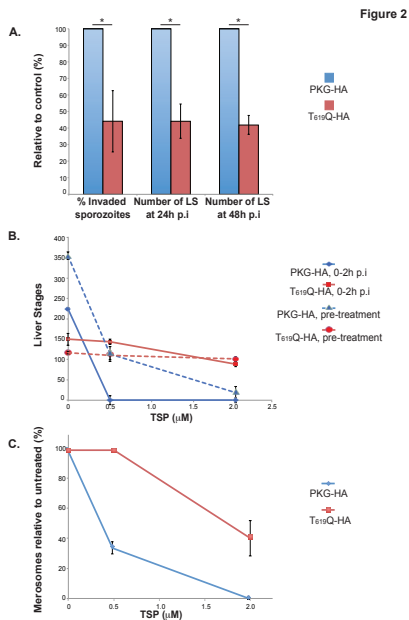 Figure 2
A.
Relative to control (%)
100
90
80
70
60
50
40
30
20
10
0
*
*
*
% Invaded sporozoites
Number of LS at 24h p.i
Number of LS at 48h p.i
PKG-HA
T619Q-HA
B.
Liver Stages
400
350
300
250
200
150
100
50
0
0
0.5
1.0
1.5
2.0
2.5
TSP (μM)
PKG-HA, 0-2h p.i
T619Q-HA, 0-2h p.i
PKG-HA, pre-treatment
T619Q-HA, pre-treatment
C.
Merosomes relative to untreated (%)
100
80
60
40
20
0
0
0.5
1.0
1.5
2.0
TSP (μM)
PKG-HA
T619Q-HA